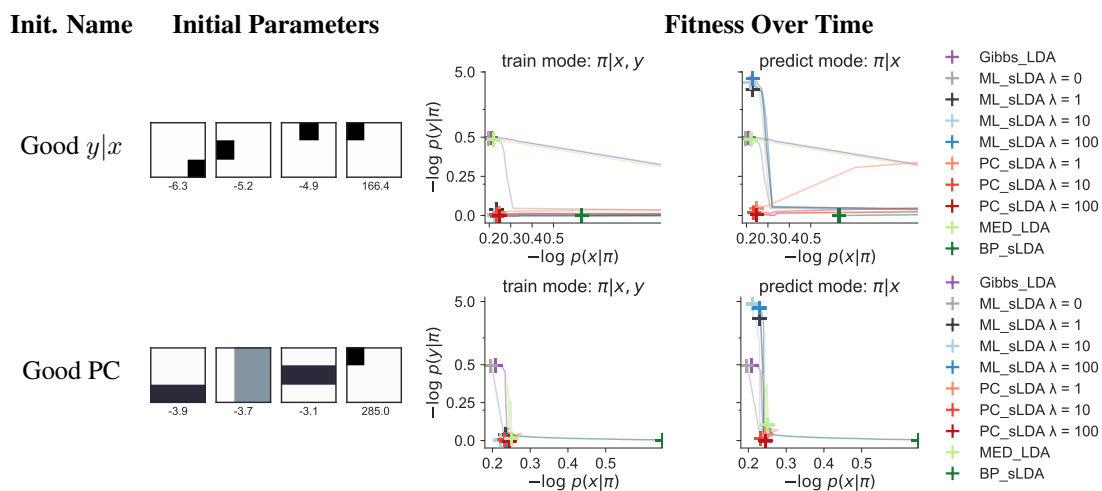 Init. Name Initial Parameters Fitness Over Time
train mode: π|x, y
predict mode: π|x
Good y|x
-6.3 -5.2 -4.9 166.4
−log p(y|π)
5.0
0.5
0.25
0.0
0.20.30.40.5
−log p(x|π)
−log p(y|π)
5.0
0.5
0.25
0.0
0.20.30.40.5
−log p(x|π)
Gibbs_LDA
ML_sLDA λ = 0
ML_sLDA λ = 1
ML_sLDA λ = 10
ML_sLDA λ = 100
PC_sLDA λ = 1
PC_sLDA λ = 10
PC_sLDA λ = 100
MED_LDA
BP_sLDA
train mode: π|x, y
predict mode: π|x
Good PC
-3.9 -3.7 -3.1 285.0
−log p(y|π)
5.0
0.5
0.25
0.0
0.2 0.3 0.4 0.5
−log p(x|π)
−log p(y|π)
5.0
0.5
0.25
0.0
0.2 0.3 0.4 0.5
−log p(x|π)
Gibbs_LDA
ML_sLDA λ = 0
ML_sLDA λ = 1
ML_sLDA λ = 10
ML_sLDA λ = 100
PC_sLDA λ = 1
PC_sLDA λ = 10
PC_sLDA λ = 100
MED_LDA
BP_sLDA